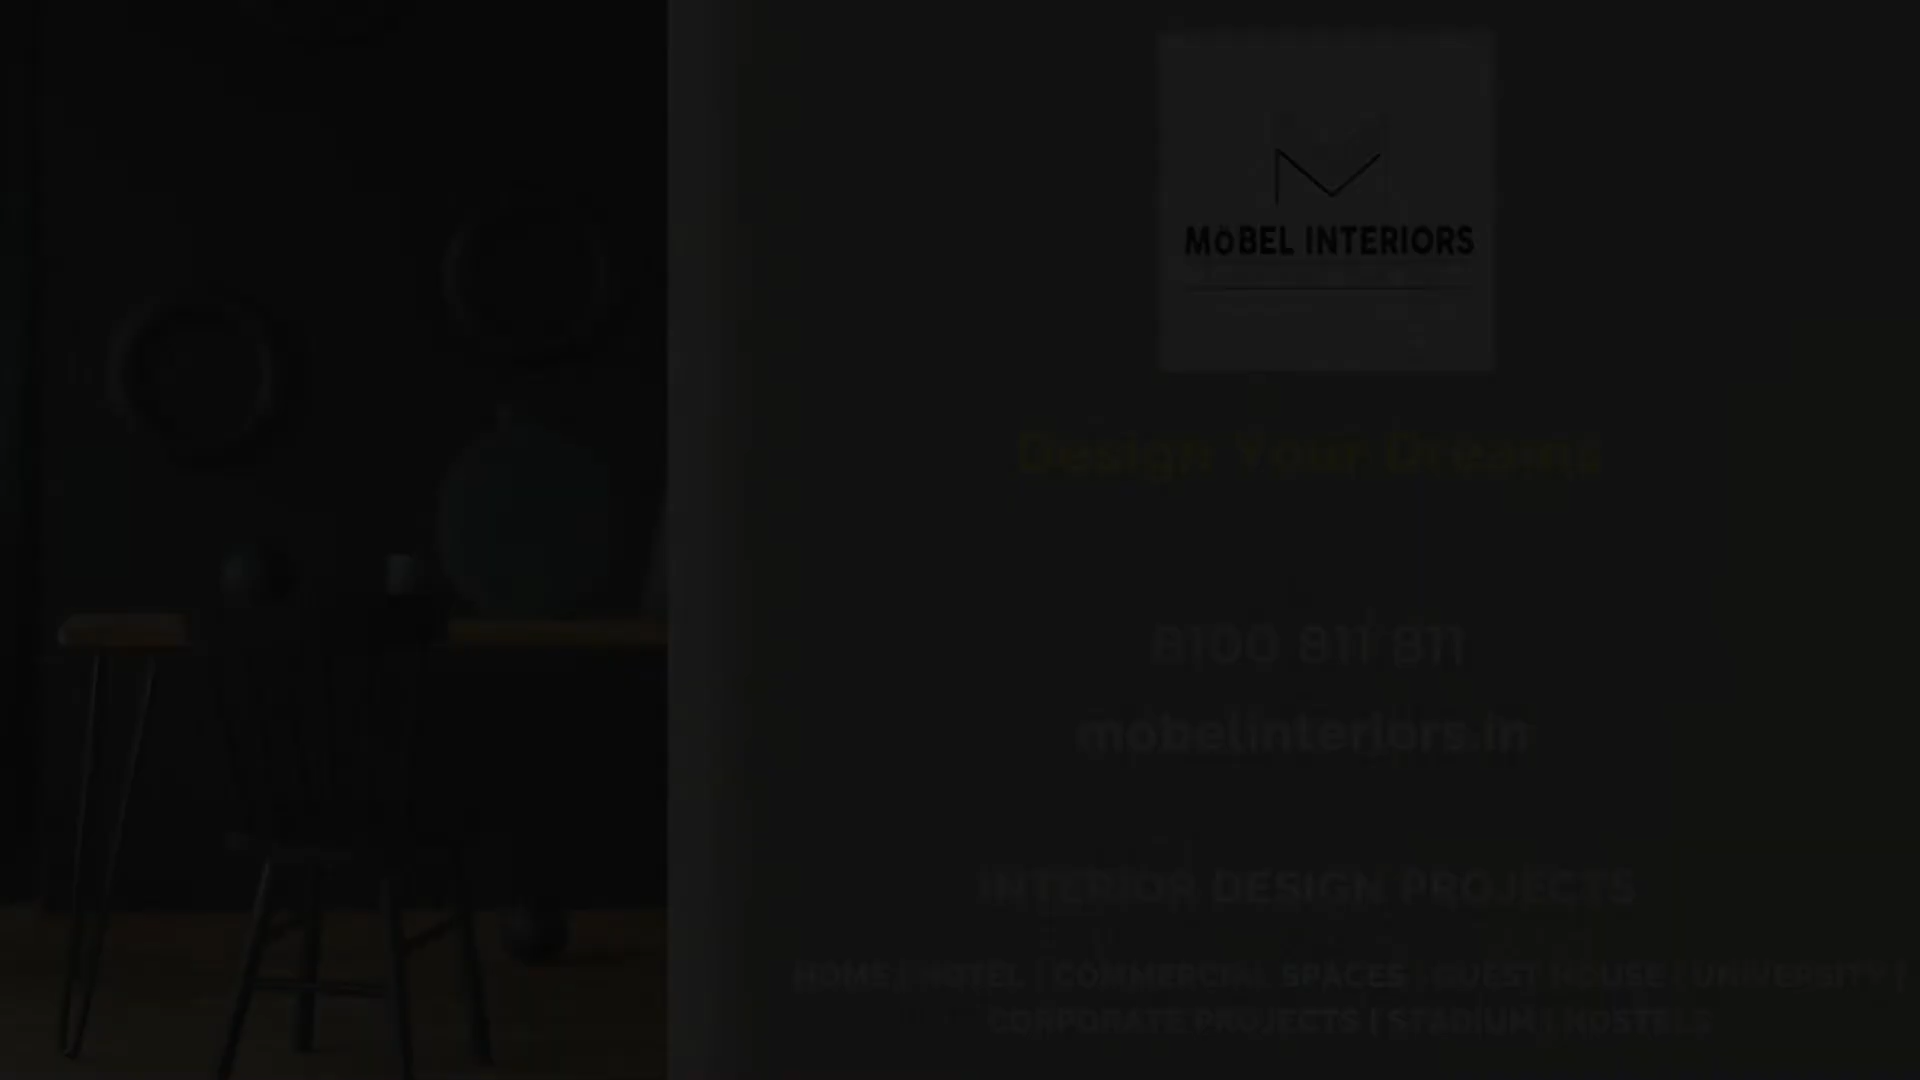 MÖBEL INTERIORS
Design Your Dreams
8100 811 811
mobelinteriors.in
INTERIOR DESIGN PROJECTS
HOME | HOTEL | COMMERCIAL SPACES | GUEST HOUSE | UNIVERSITY |
CORPORATE PROJECTS | STADIUM | HOSTELS